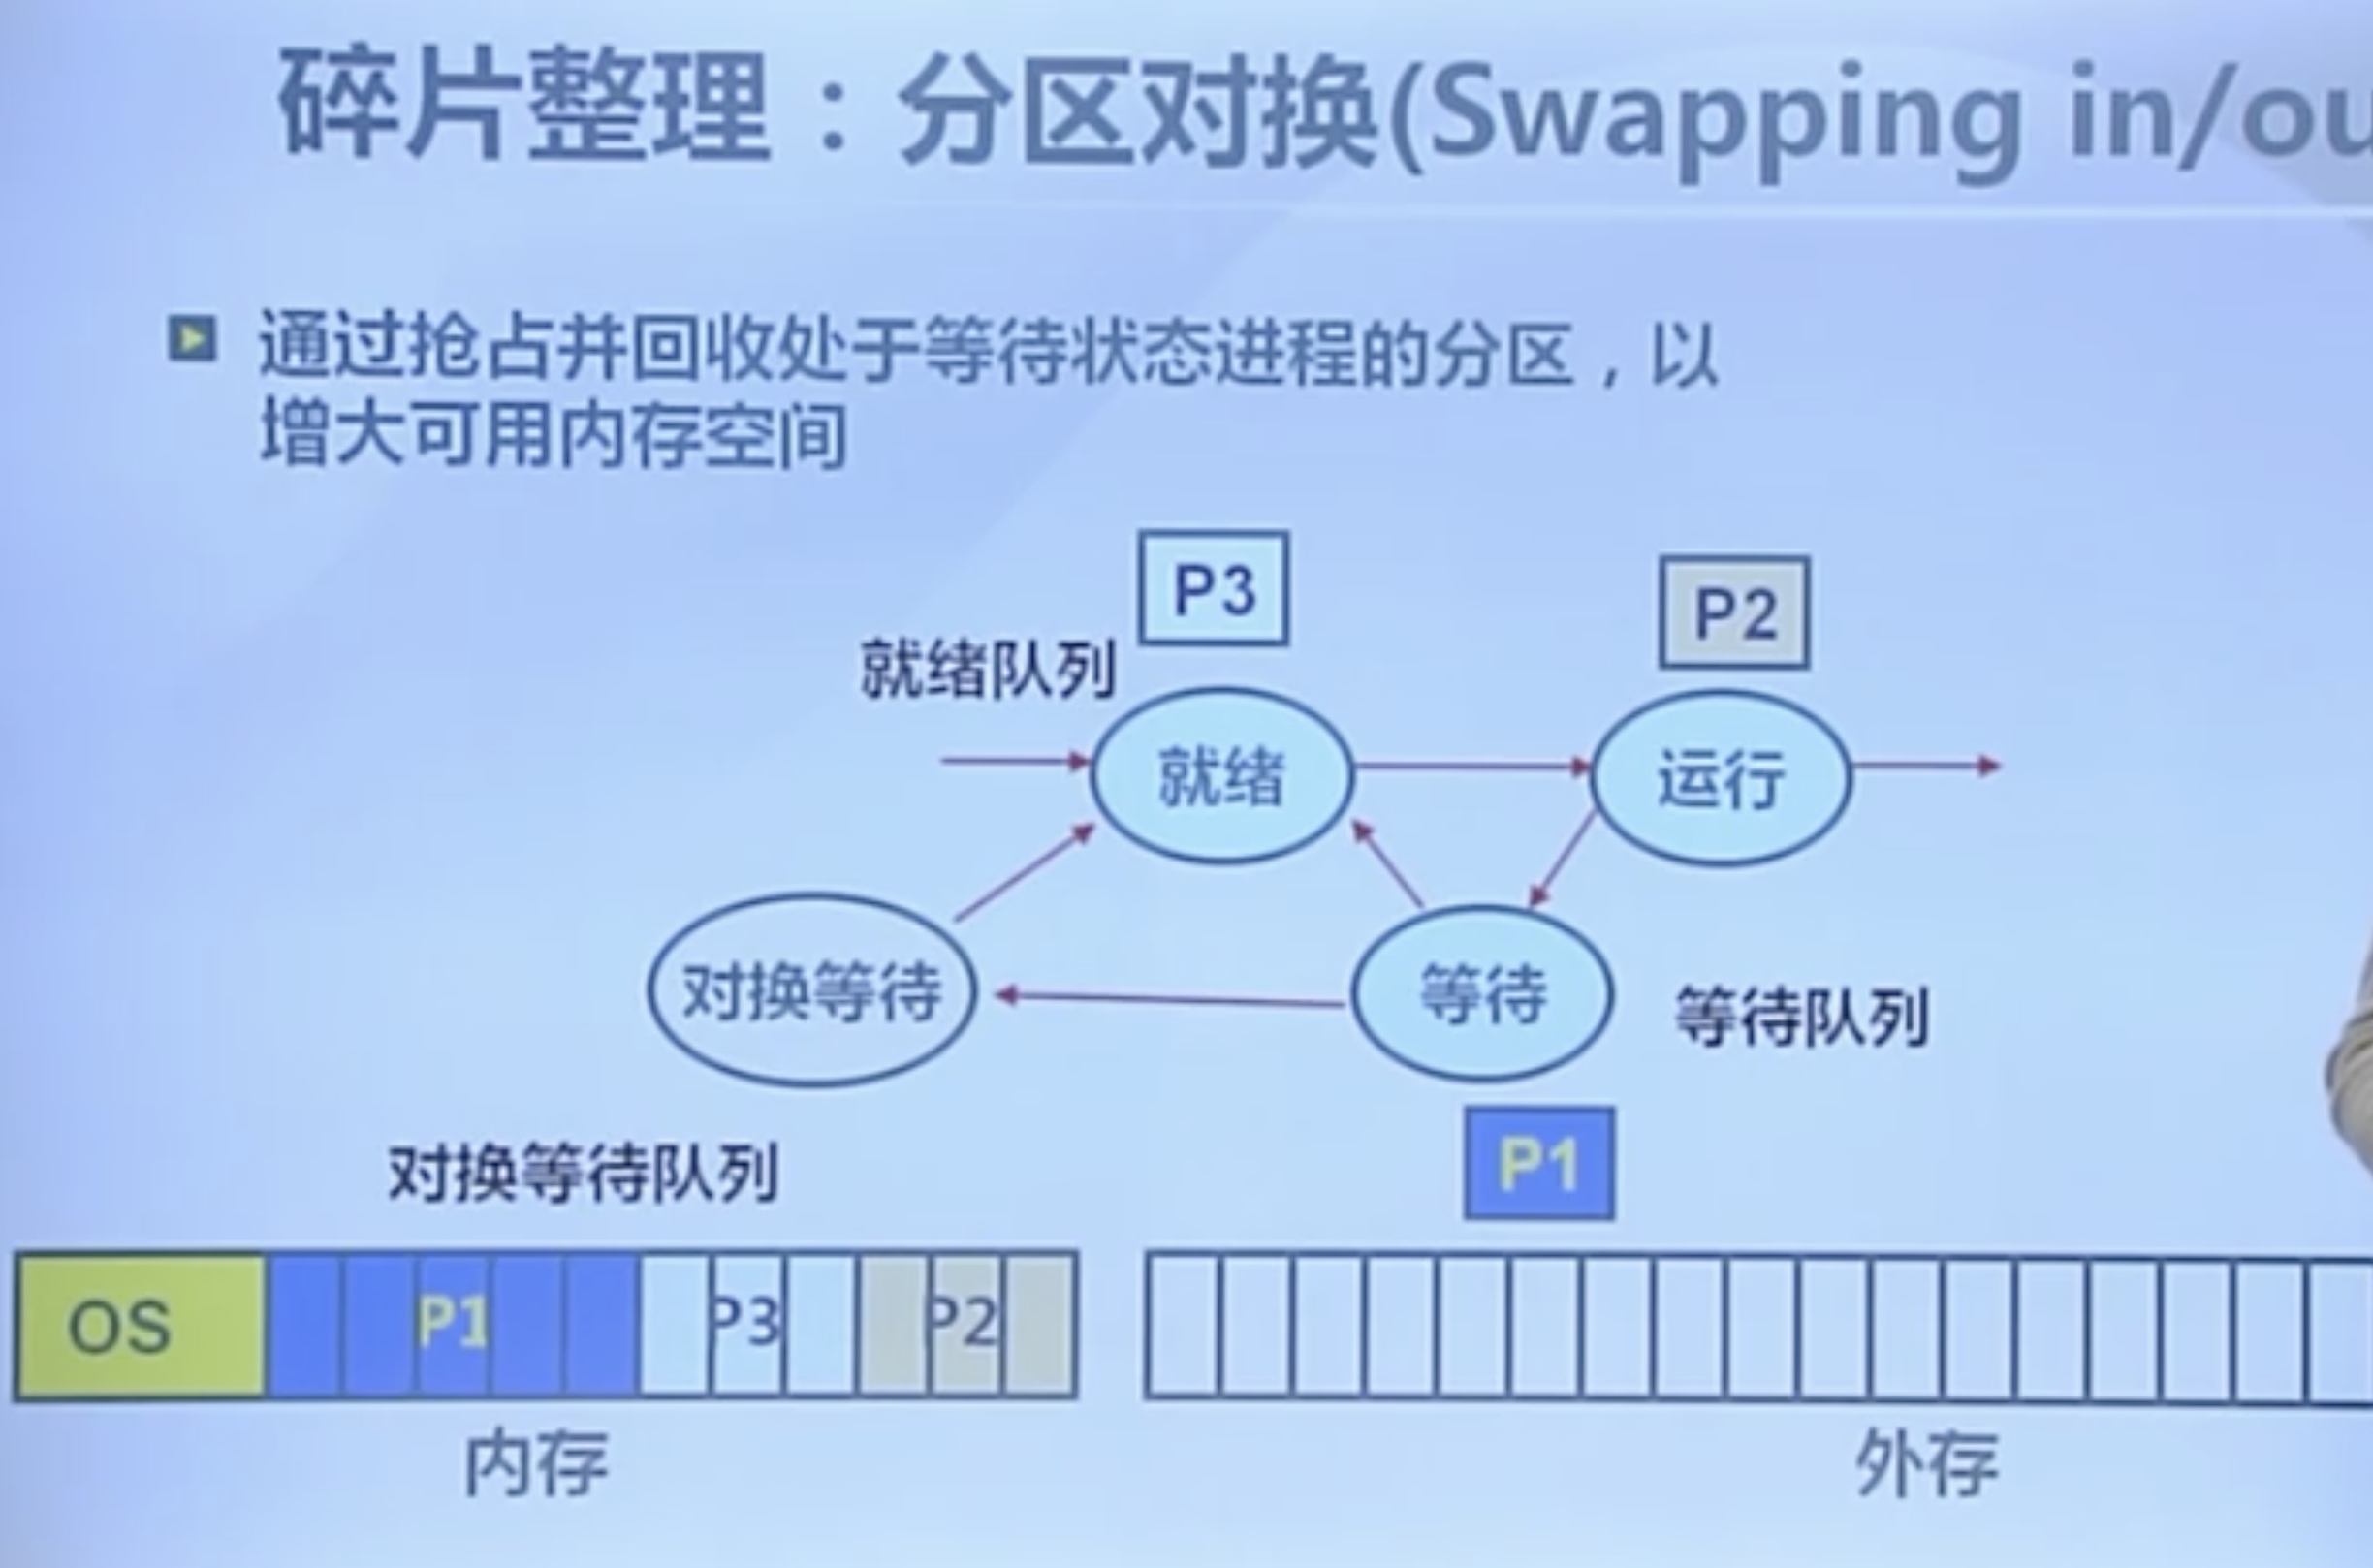 碎片整理：分区对换(Swapping in/ou
通过抢占并回收处于等待状态进程的分区，以
增大可用内存空间
P3
P2
就绪队列
就绪
运行
对换等待
等待
等待队列
对换等待队列
P1
OS
P1
P3
P2
内存
外存